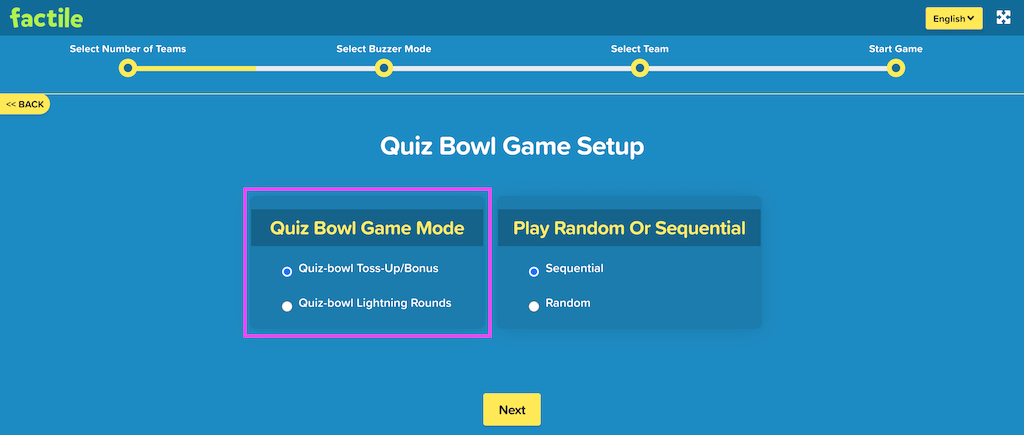 factile
English
Select Number of Teams
Select Buzzer Mode
Select Team
Start Game
<< BACK
Quiz Bowl Game Setup
Quiz Bowl Game Mode
Quiz-bowl Toss-Up/Bonus
Quiz-bowl Lightning Rounds
Play Random Or Sequential
Sequential
Random
Next